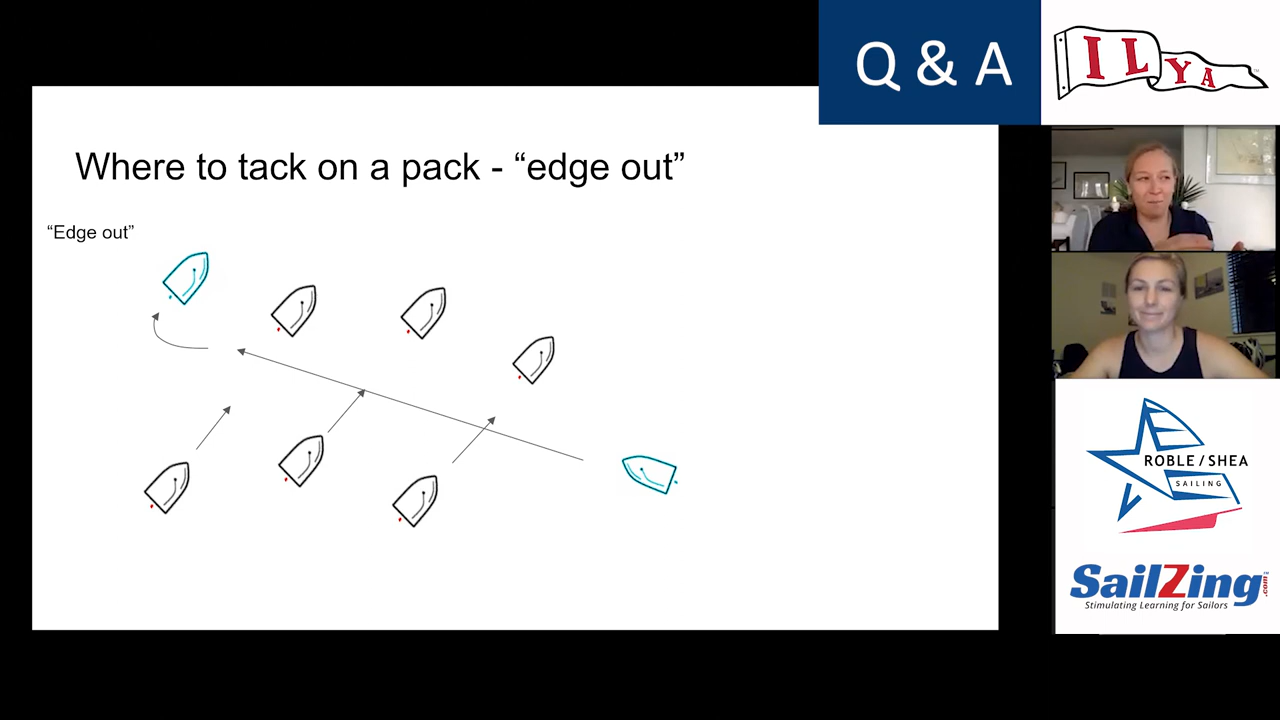 Q & A
ILYA
Where to tack on a pack - “edge out”
“Edge out”
ROBLE / SHEA
SAILING
SailZing.com
Stimulating Learning for Sailors